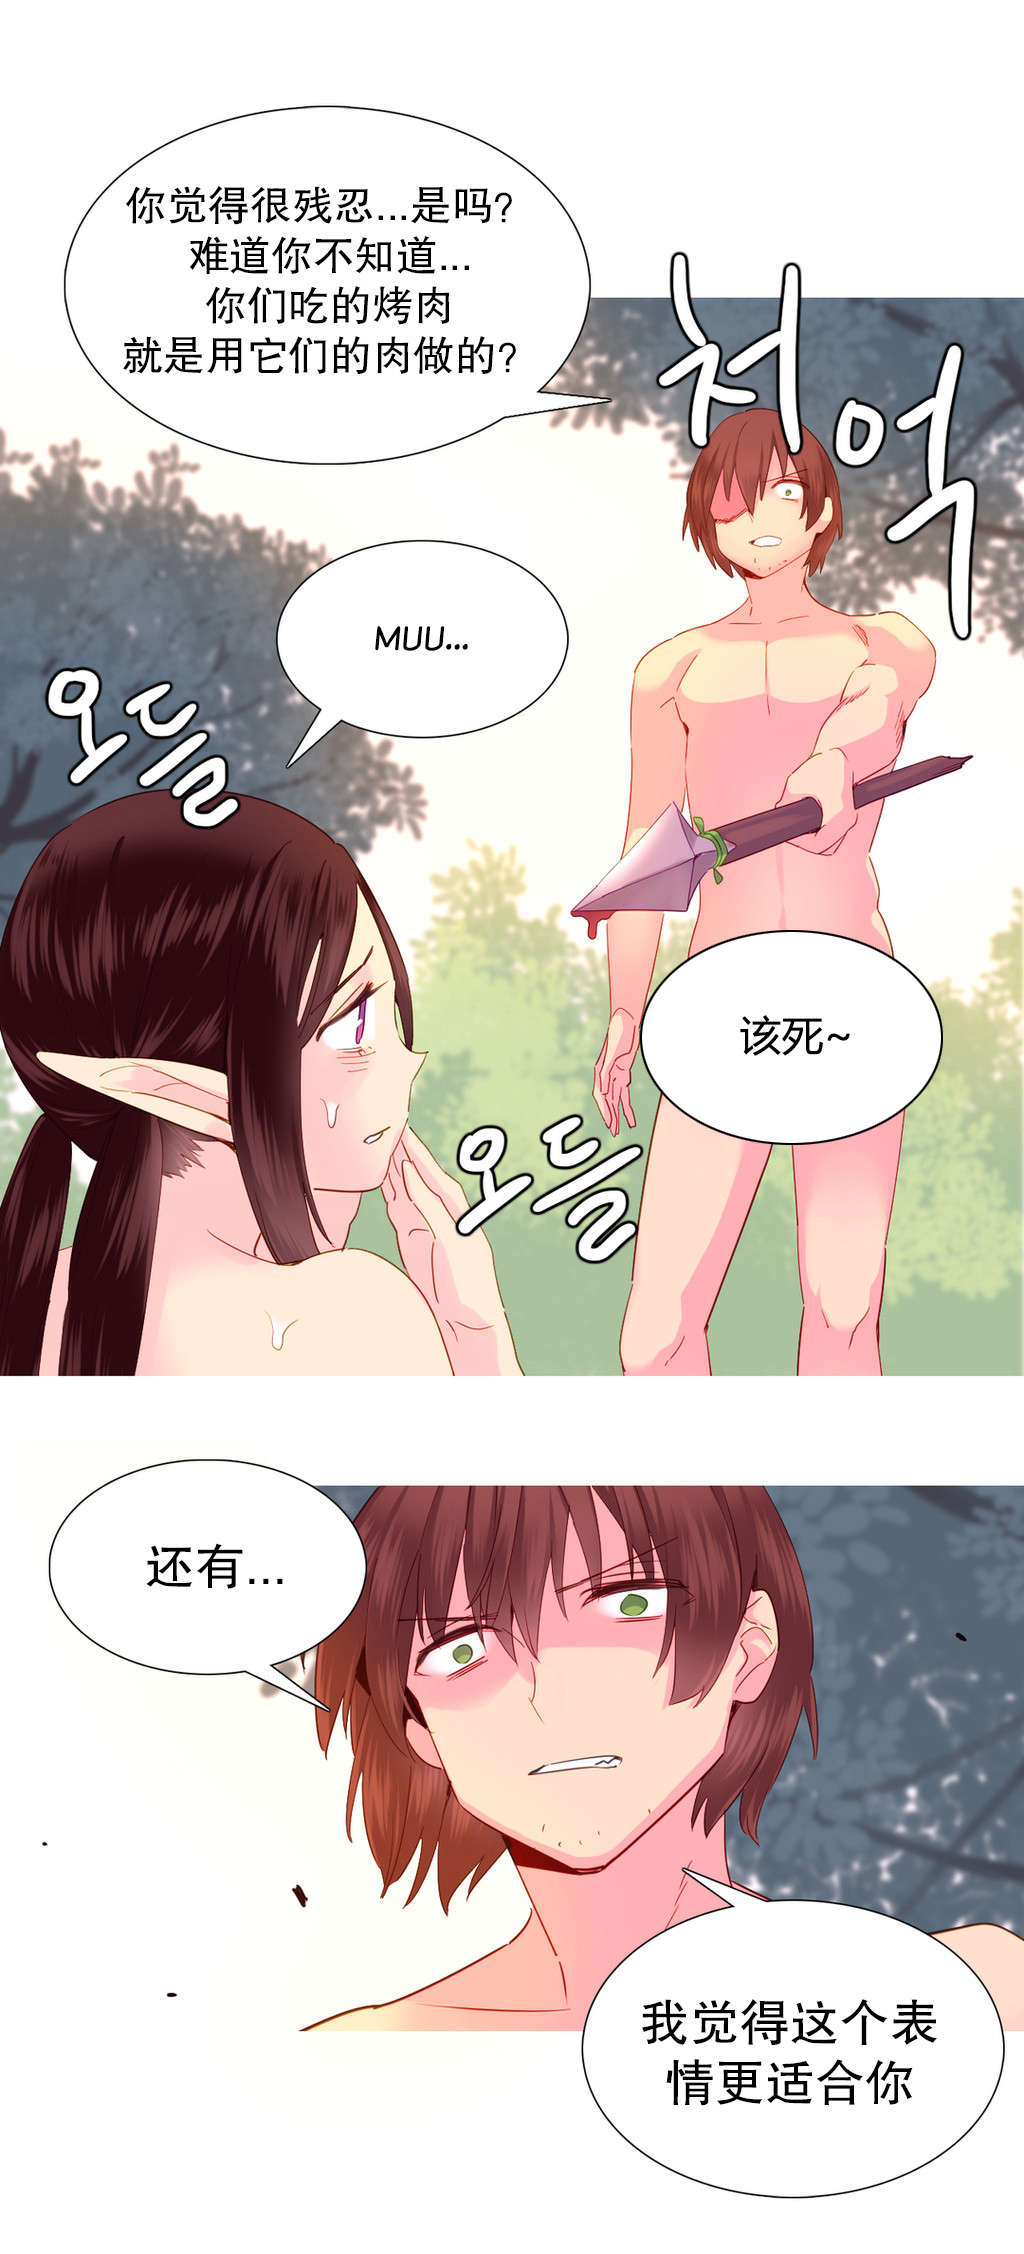 你觉得很残忍...是吗?
难道你不知道...
你们吃的烤肉
就是用它们的肉做的?
처억
MUU...
오들
该死~
오들
还有...
我觉得这个表
情更适合你